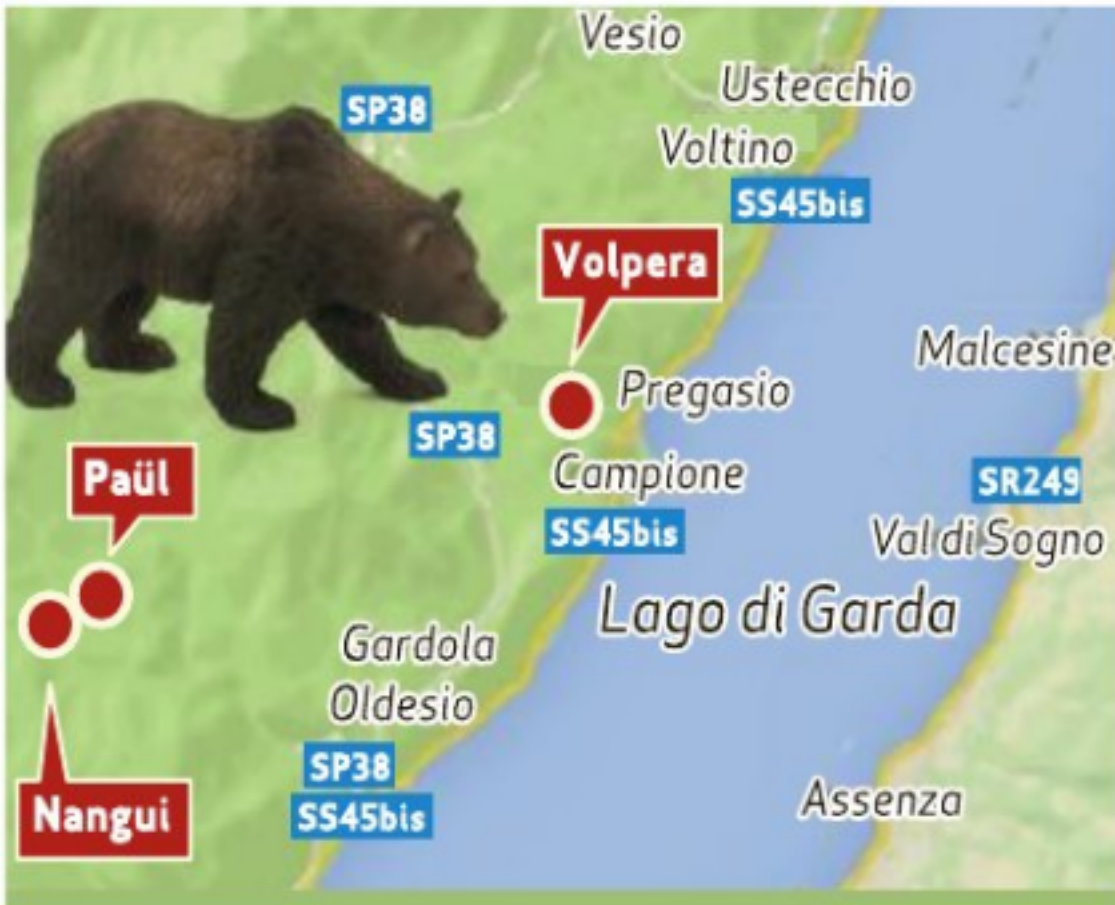 Vesio
Ustecchio
SP38
Voltino
SS45bis
Volpera
Malcesine
Pregasio
SP38
Campione
Paül
SR249
SS45bis
Val di Sogno
Lago di Garda
Gardola
Oldesio
SP38
Assenza
Nangui
SS45bis